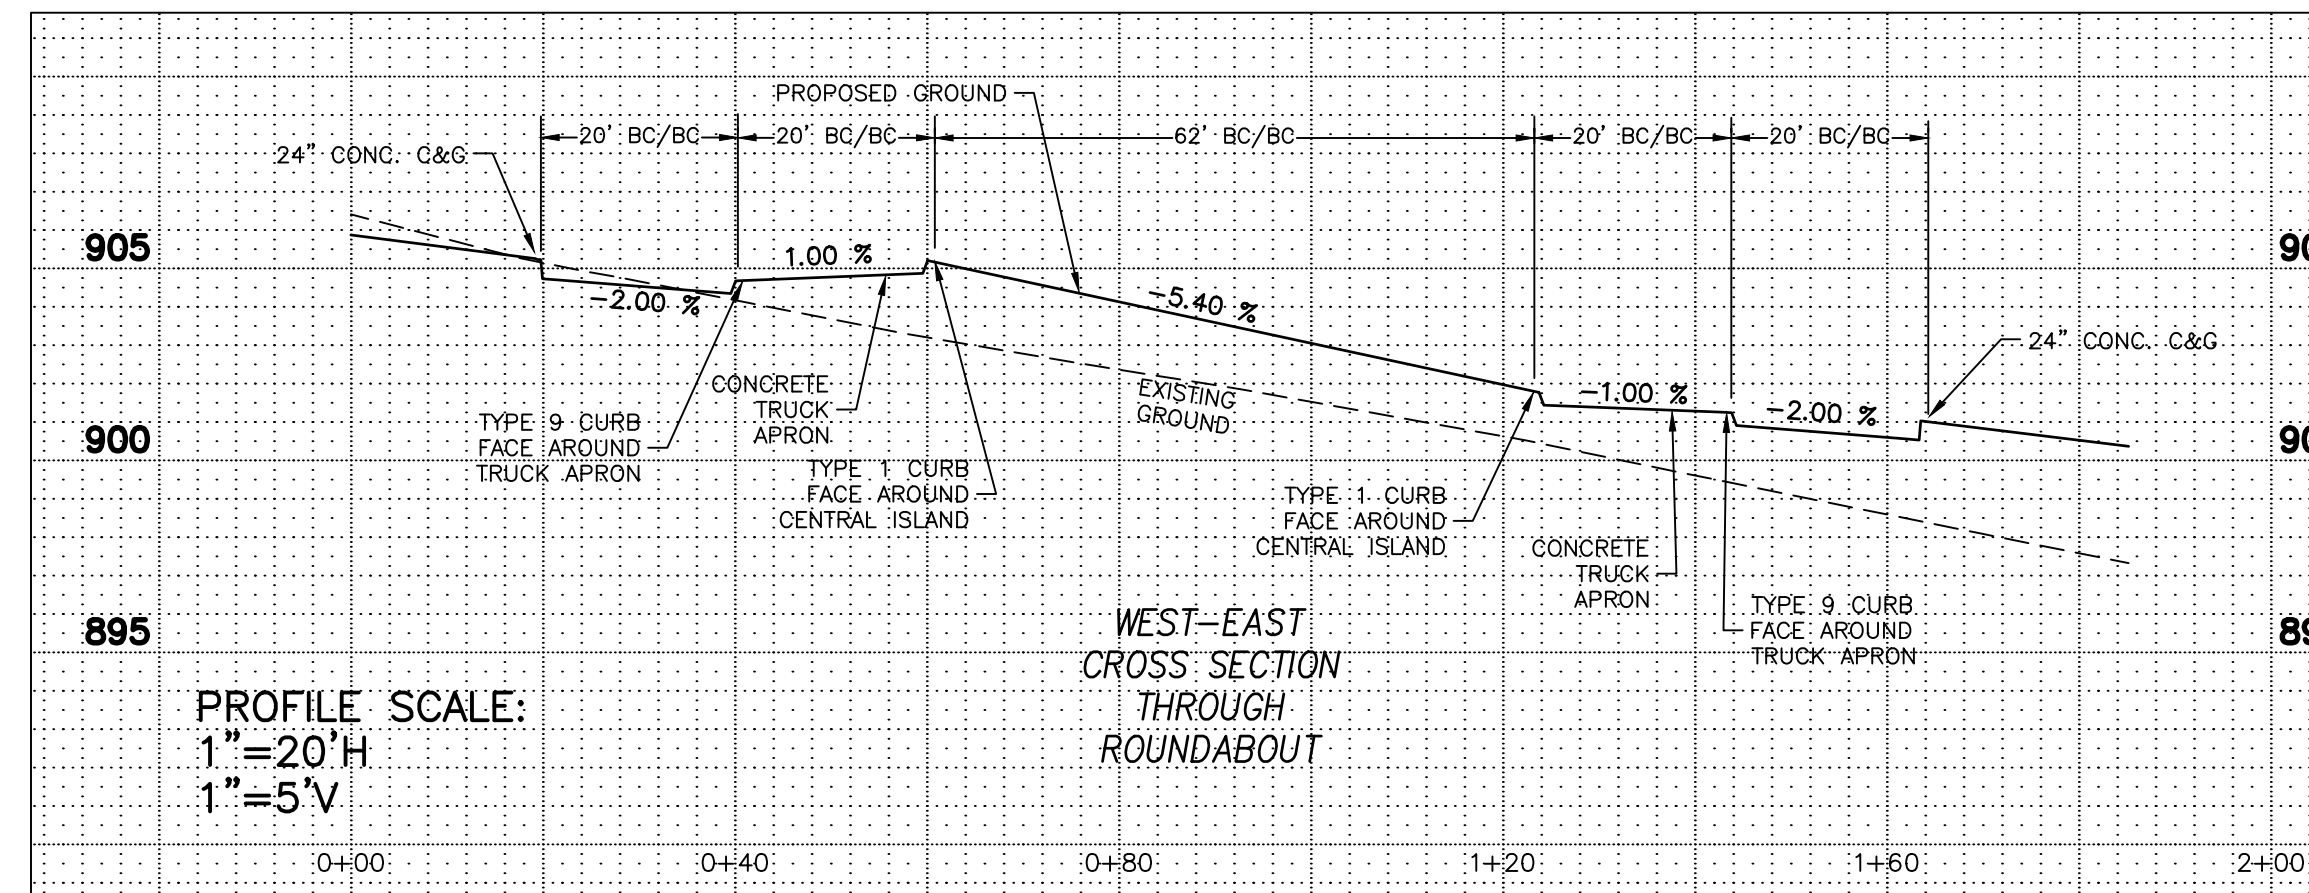 PROPOSED GROUND
20' BC/BC
20' BC/BC
62' BC/BC
20' BC/BC
20' BC/BC
24" CONC. C&G
905
1.00 %
-2.00 %
-5.40 %
24" CONC. C&G
CONCRETE
TRUCK
APRON
EXISTING
GROUND
-1.00 %
-2.00 %
900
TYPE 9 CURB
FACE AROUND
TRUCK APRON
TYPE 1 CURB
FACE AROUND
CENTRAL ISLAND
TYPE 1 CURB
FACE AROUND
CENTRAL ISLAND
CONCRETE
TRUCK
APRON
TYPE 9 CURB
FACE AROUND
TRUCK APRON
895
WEST-EAST
CROSS SECTION
THROUGH
ROUNDABOUT
PROFILE SCALE:
1"=20'H
1"=5'V
0+00
0+40
0+80
1+20
1+60
2+00